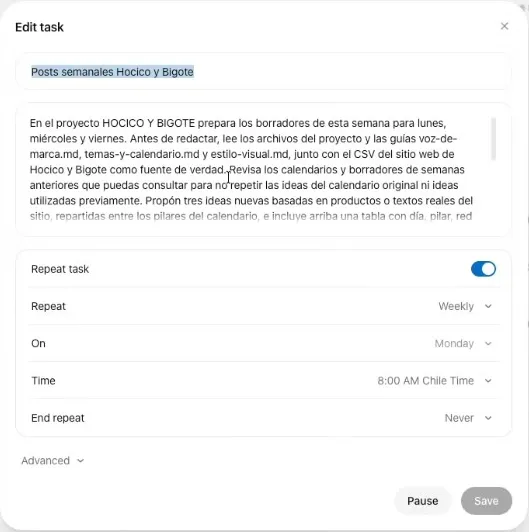 Edit task
Posts semanales Hocico y Bigote
En el proyecto HOCICO Y BIGOTE prepara los borradores de esta semana para lunes,
miércoles y viernes. Antes de redactar, lee los archivos del proyecto y las guías voz-de-
marca.md, temas-y-calendario.md y estilo-visual.md, junto con el CSV del sitio web de
Hocico y Bigote como fuente de verdad. Revisa los calendarios y borradores de semanas
anteriores que puedas consultar para no repetir las ideas del calendario original ni ideas
utilizadas previamente. Propón tres ideas nuevas basadas en productos o textos reales del
sitio, repartidas entre los pilares del calendario, e incluye arriba una tabla con día, pilar, red
Repeat task
Repeat Weekly
On Monday
Time 8:00 AM Chile Time
End repeat Never
Advanced
Pause Save